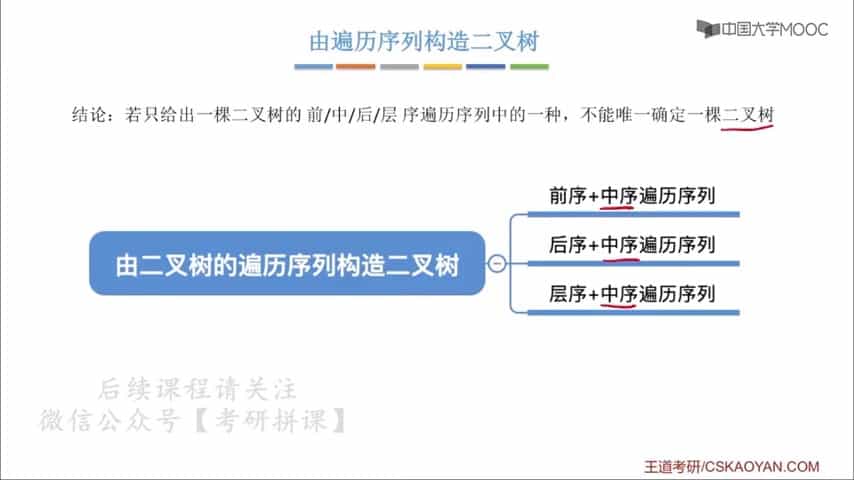 由遍历序列构造二叉树
中国大学MOOC
结论：若只给出一棵二叉树的 前/中/后/层 序遍历序列中的一种，不能唯一确定一棵二叉树
由二叉树的遍历序列构造二叉树
前序+中序遍历序列
后序+中序遍历序列
层序+中序遍历序列
后续课程请关注
微信公众号【考研拼课】
王道考研/CSKAOYAN.COM